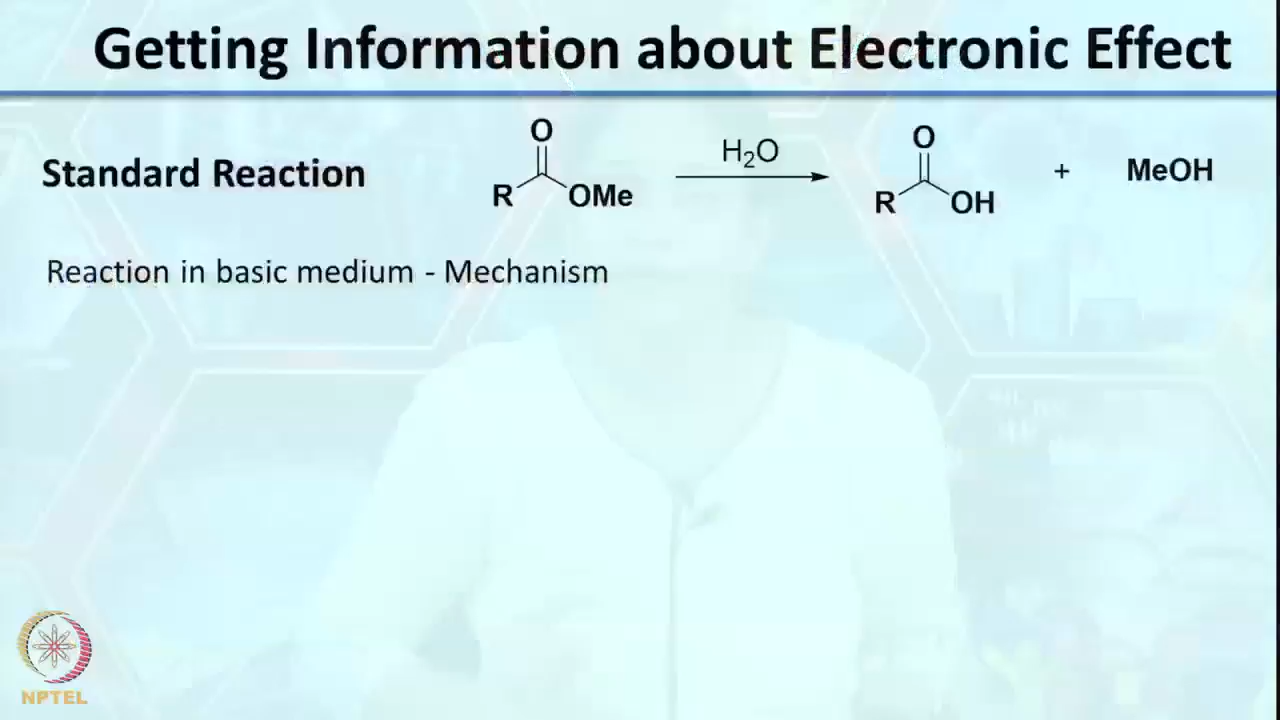 Getting Information about Electronic Effect
Standard Reaction
O
R OMe
H₂O
O
R OH
+
MeOH
Reaction in basic medium - Mechanism
NPTEL